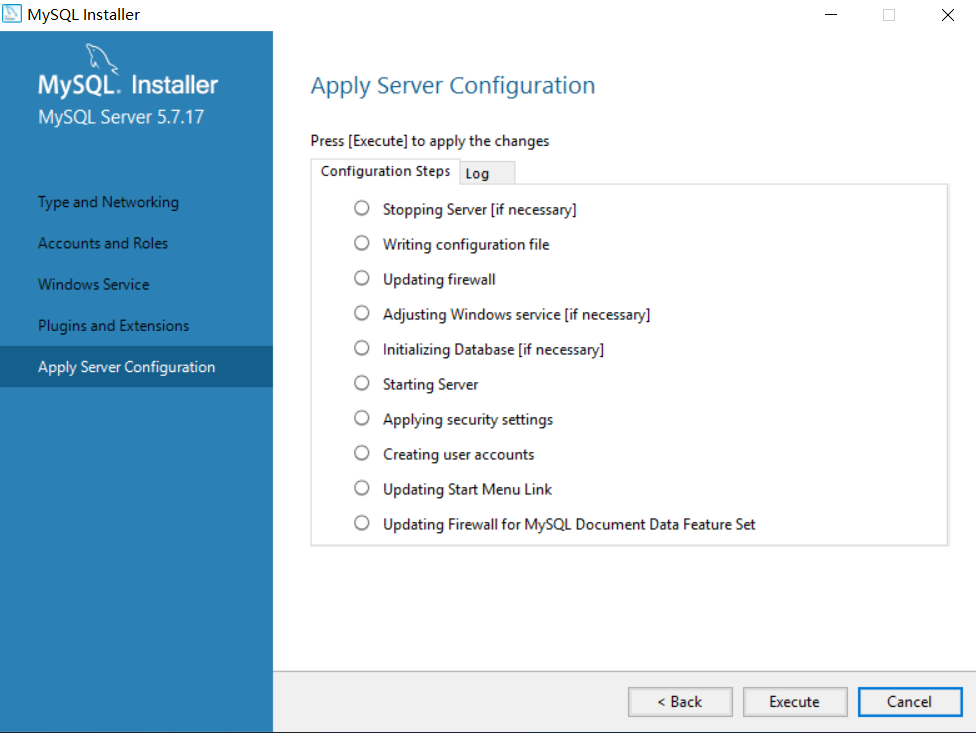 MySQL Installer
MySQL. Installer
MySQL Server 5.7.17
Type and Networking
Accounts and Roles
Windows Service
Plugins and Extensions
Apply Server Configuration
Apply Server Configuration
Press [Execute] to apply the changes
Configuration Steps
Log
Stopping Server [if necessary]
Writing configuration file
Updating firewall
Adjusting Windows service [if necessary]
Initializing Database [if necessary]
Starting Server
Applying security settings
Creating user accounts
Updating Start Menu Link
Updating Firewall for MySQL Document Data Feature Set
< Back
Execute
Cancel